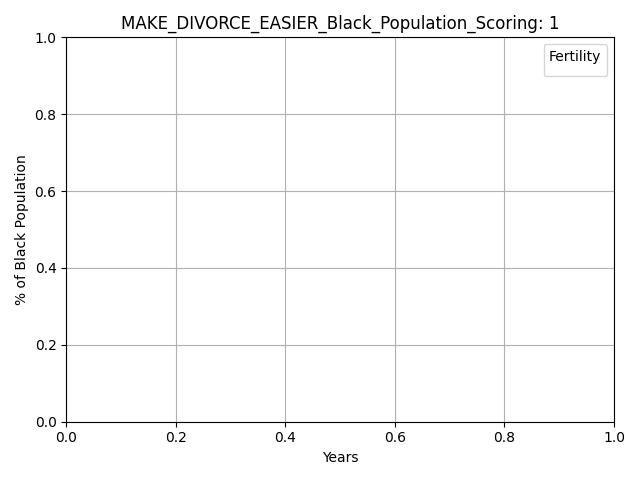 MAKE_DIVORCE_EASIER_Black_Population_Scoring: 1
Fertility
% of Black Population
1.0
0.8
0.6
0.4
0.2
0.0
0.0 0.2 0.4 0.6 0.8 1.0
Years